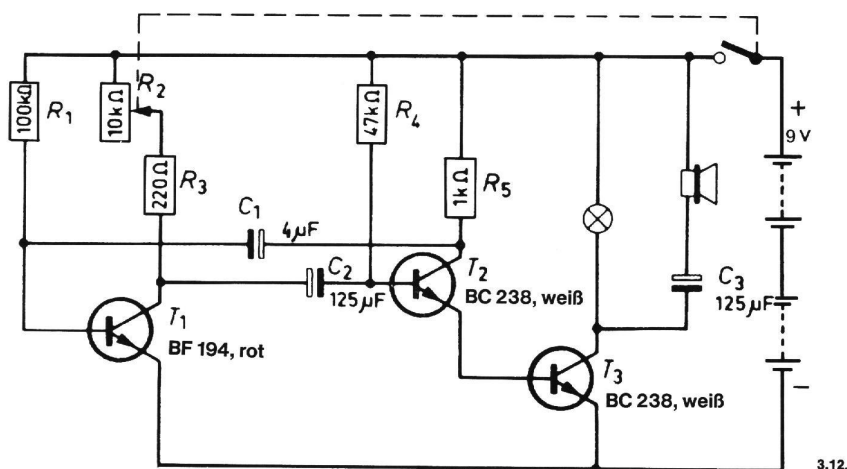 100kΩ
R1
10kΩ
R2
220Ω
R3
47kΩ
R4
1kΩ
R5
+
9V
C1
4µF
C2
125µF
T2
BC 238, weiß
C3
125µF
T1
BF 194, rot
T3
BC 238, weiß
−
3.12.